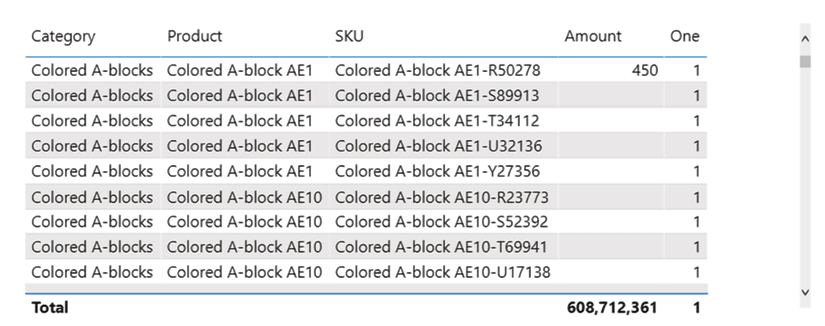 Category Product SKU Amount One
Colored A-blocks Colored A-block AE1 Colored A-block AE1-R50278 450 1
Colored A-blocks Colored A-block AE1 Colored A-block AE1-S89913 1
Colored A-blocks Colored A-block AE1 Colored A-block AE1-T34112 1
Colored A-blocks Colored A-block AE1 Colored A-block AE1-U32136 1
Colored A-blocks Colored A-block AE1 Colored A-block AE1-Y27356 1
Colored A-blocks Colored A-block AE10 Colored A-block AE10-R23773 1
Colored A-blocks Colored A-block AE10 Colored A-block AE10-S52392 1
Colored A-blocks Colored A-block AE10 Colored A-block AE10-T69941 1
Colored A-blocks Colored A-block AE10 Colored A-block AE10-U17138 1
Total 608,712,361 1